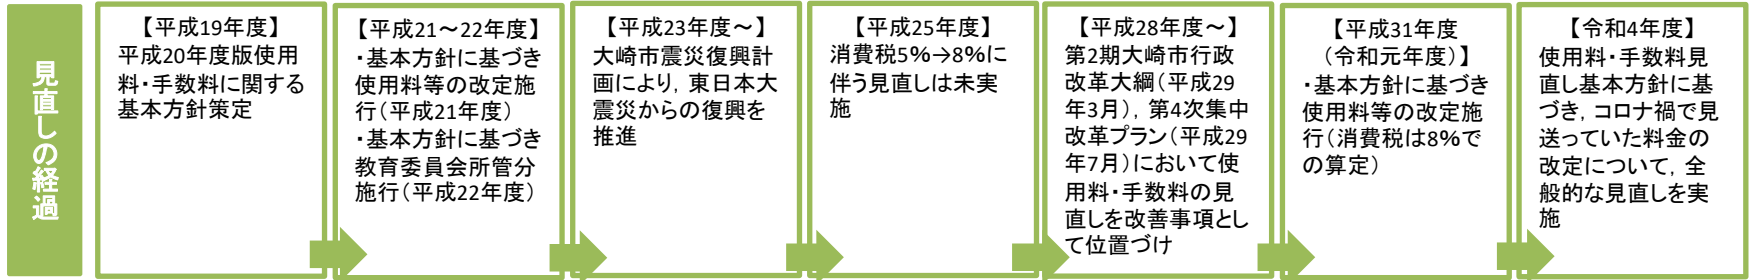 見直しの経過
【平成19年度】
平成20年度版使用
料・手数料に関する
基本方針策定
【平成21～22年度】
・基本方針に基づき
使用料等の改定施
行(平成21年度)
・基本方針に基づき
教育委員会所管分
施行(平成22年度)
【平成23年度～】
大崎市震災復興計
画により，東日本大
震災からの復興を
推進
【平成25年度】
消費税5%→8%に
伴う見直しは未実
施
【平成28年度～】
第2期大崎市行政
改革大綱(平成29
年3月)，第4次集中
改革プラン(平成29
年7月)において使
用料・手数料の見
直しを改善事項とし
て位置づけ
【平成31年度
(令和元年度)】
・基本方針に基づき
使用料等の改定施
行(消費税は8%で
の算定)
【令和4年度】
使用料・手数料見
直し基本方針に基
づき，コロナ禍で見
送っていた料金の
改定について，全
般的な見直しを実
施